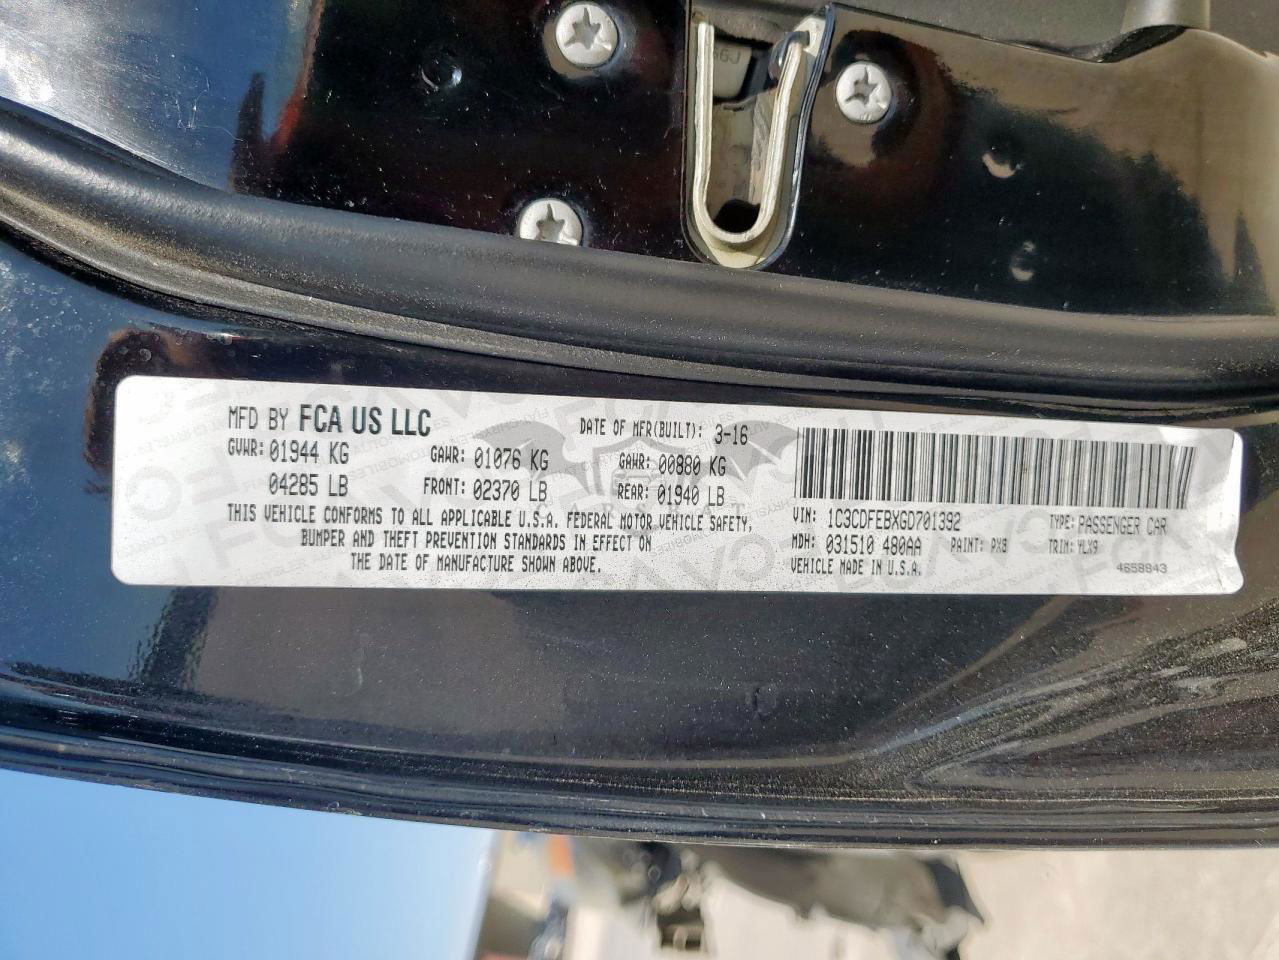 MFD BY FCA US LLC
DATE OF MFR(BUILT): 3-16
GVWR: 01944 KG GAWR: 01076 KG GAWR: 00880 KG
04285 LB FRONT: 02370 LB REAR: 01940 LB
THIS VEHICLE CONFORMS TO ALL APPLICABLE U.S.A. FEDERAL MOTOR VEHICLE SAFETY,
BUMPER AND THEFT PREVENTION STANDARDS IN EFFECT ON
THE DATE OF MANUFACTURE SHOWN ABOVE.
VIN: 1C3CDFEBXGD701392 TYPE: PASSENGER CAR
MDH: 031510 480AA PAINT: PX8 TRIM: YLX9
VEHICLE MADE IN U.S.A. 4658843
CARSBAT